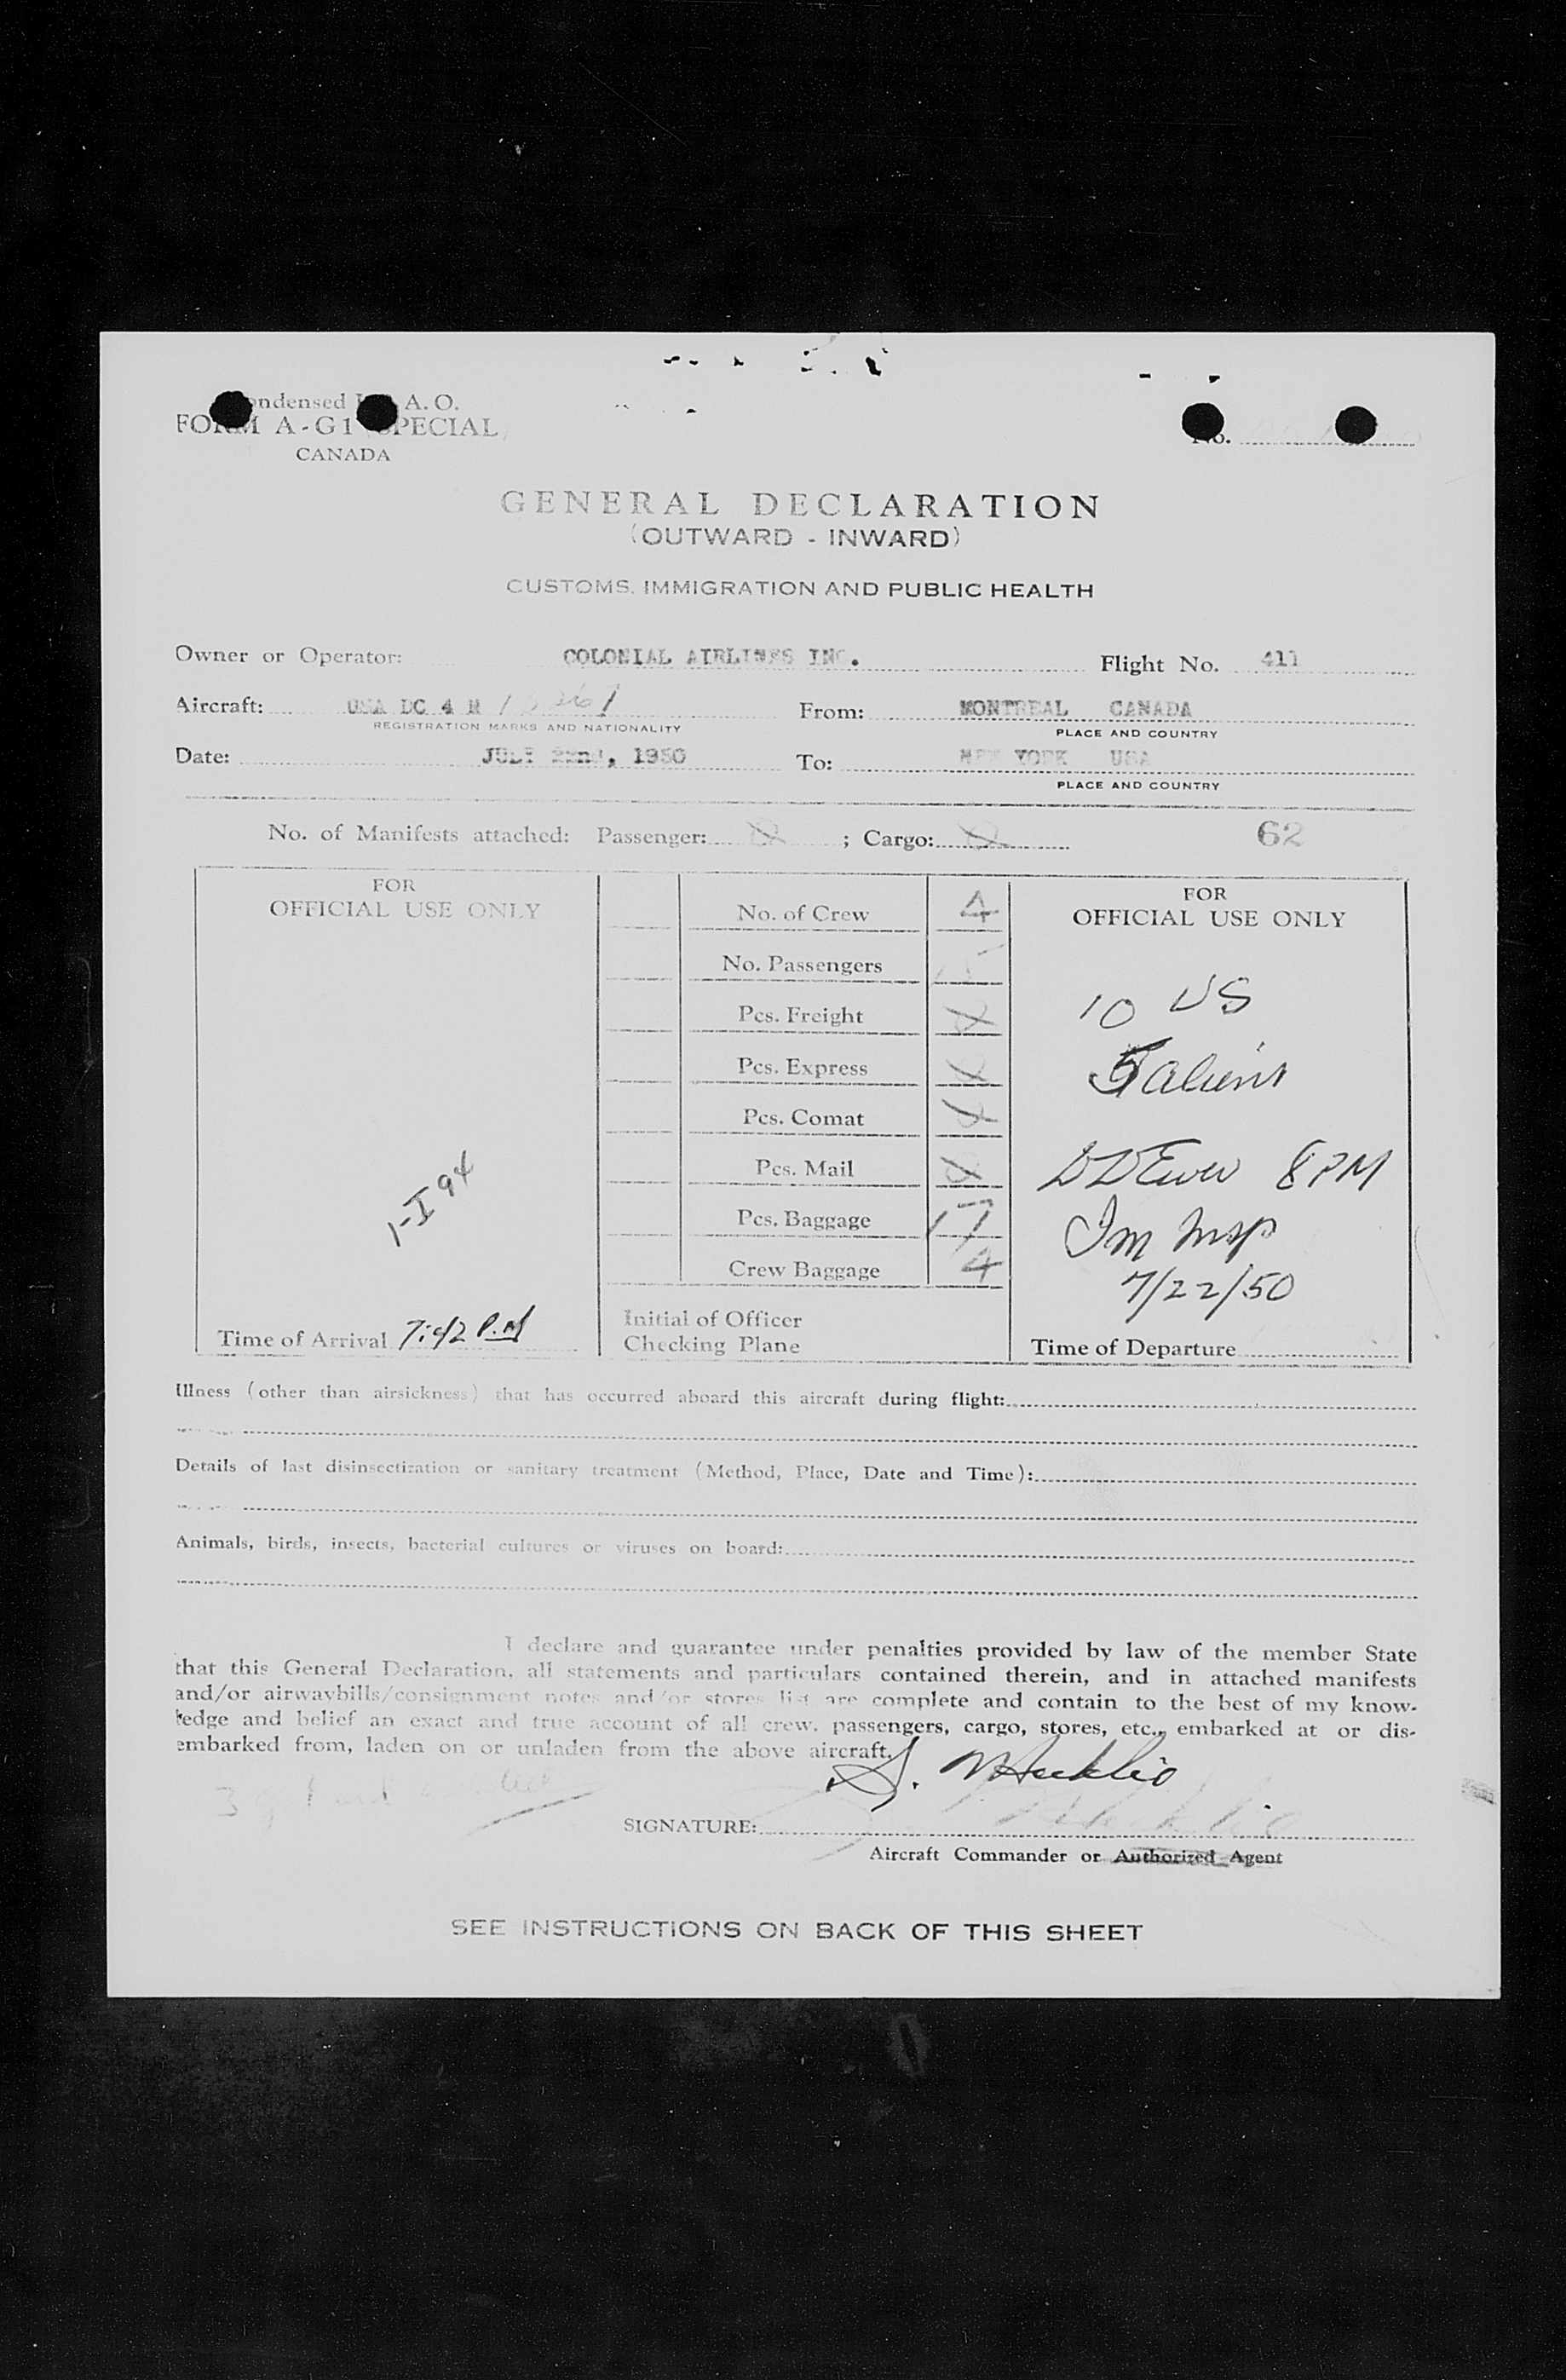 Condensed I.C.A.O.
FORM A-G1 (SPECIAL)
CANADA
No.
GENERAL DECLARATION
(OUTWARD - INWARD)
CUSTOMS, IMMIGRATION AND PUBLIC HEALTH
Owner or Operator: COLONIAL AIRLINES INC. Flight No. 411
Aircraft: USA DC 4 N From: MONTREAL CANADA
REGISTRATION MARKS AND NATIONALITY PLACE AND COUNTRY
Date: JULY 22nd, 1950 To: NEW YORK USA
PLACE AND COUNTRY
No. of Manifests attached: Passenger: ; Cargo: 62
FOR
OFFICIAL USE ONLY
1-I 94
Time of Arrival 7:42 P.M
No. of Crew 4
No. Passengers
Pcs. Freight
Pcs. Express
Pcs. Comat
Pcs. Mail
Pcs. Baggage 17
Crew Baggage 4
Initial of Officer
Checking Plane
FOR
OFFICIAL USE ONLY
10 US
5 aliens
8 PM
Im Insp
7/22/50
Time of Departure
Illness (other than airsickness) that has occurred aboard this aircraft during flight:
Details of last disinsectization or sanitary treatment (Method, Place, Date and Time):
Animals, birds, insects, bacterial cultures or viruses on board:
I declare and guarantee under penalties provided by law of the member State
that this General Declaration, all statements and particulars contained therein, and in attached manifests
and/or airwaybills/consignment notes and/or stores list are complete and contain to the best of my know-
ledge and belief an exact and true account of all crew, passengers, cargo, stores, etc., embarked at or dis-
embarked from, laden on or unladen from the above aircraft.
SIGNATURE:
Aircraft Commander or Authorized Agent
SEE INSTRUCTIONS ON BACK OF THIS SHEET